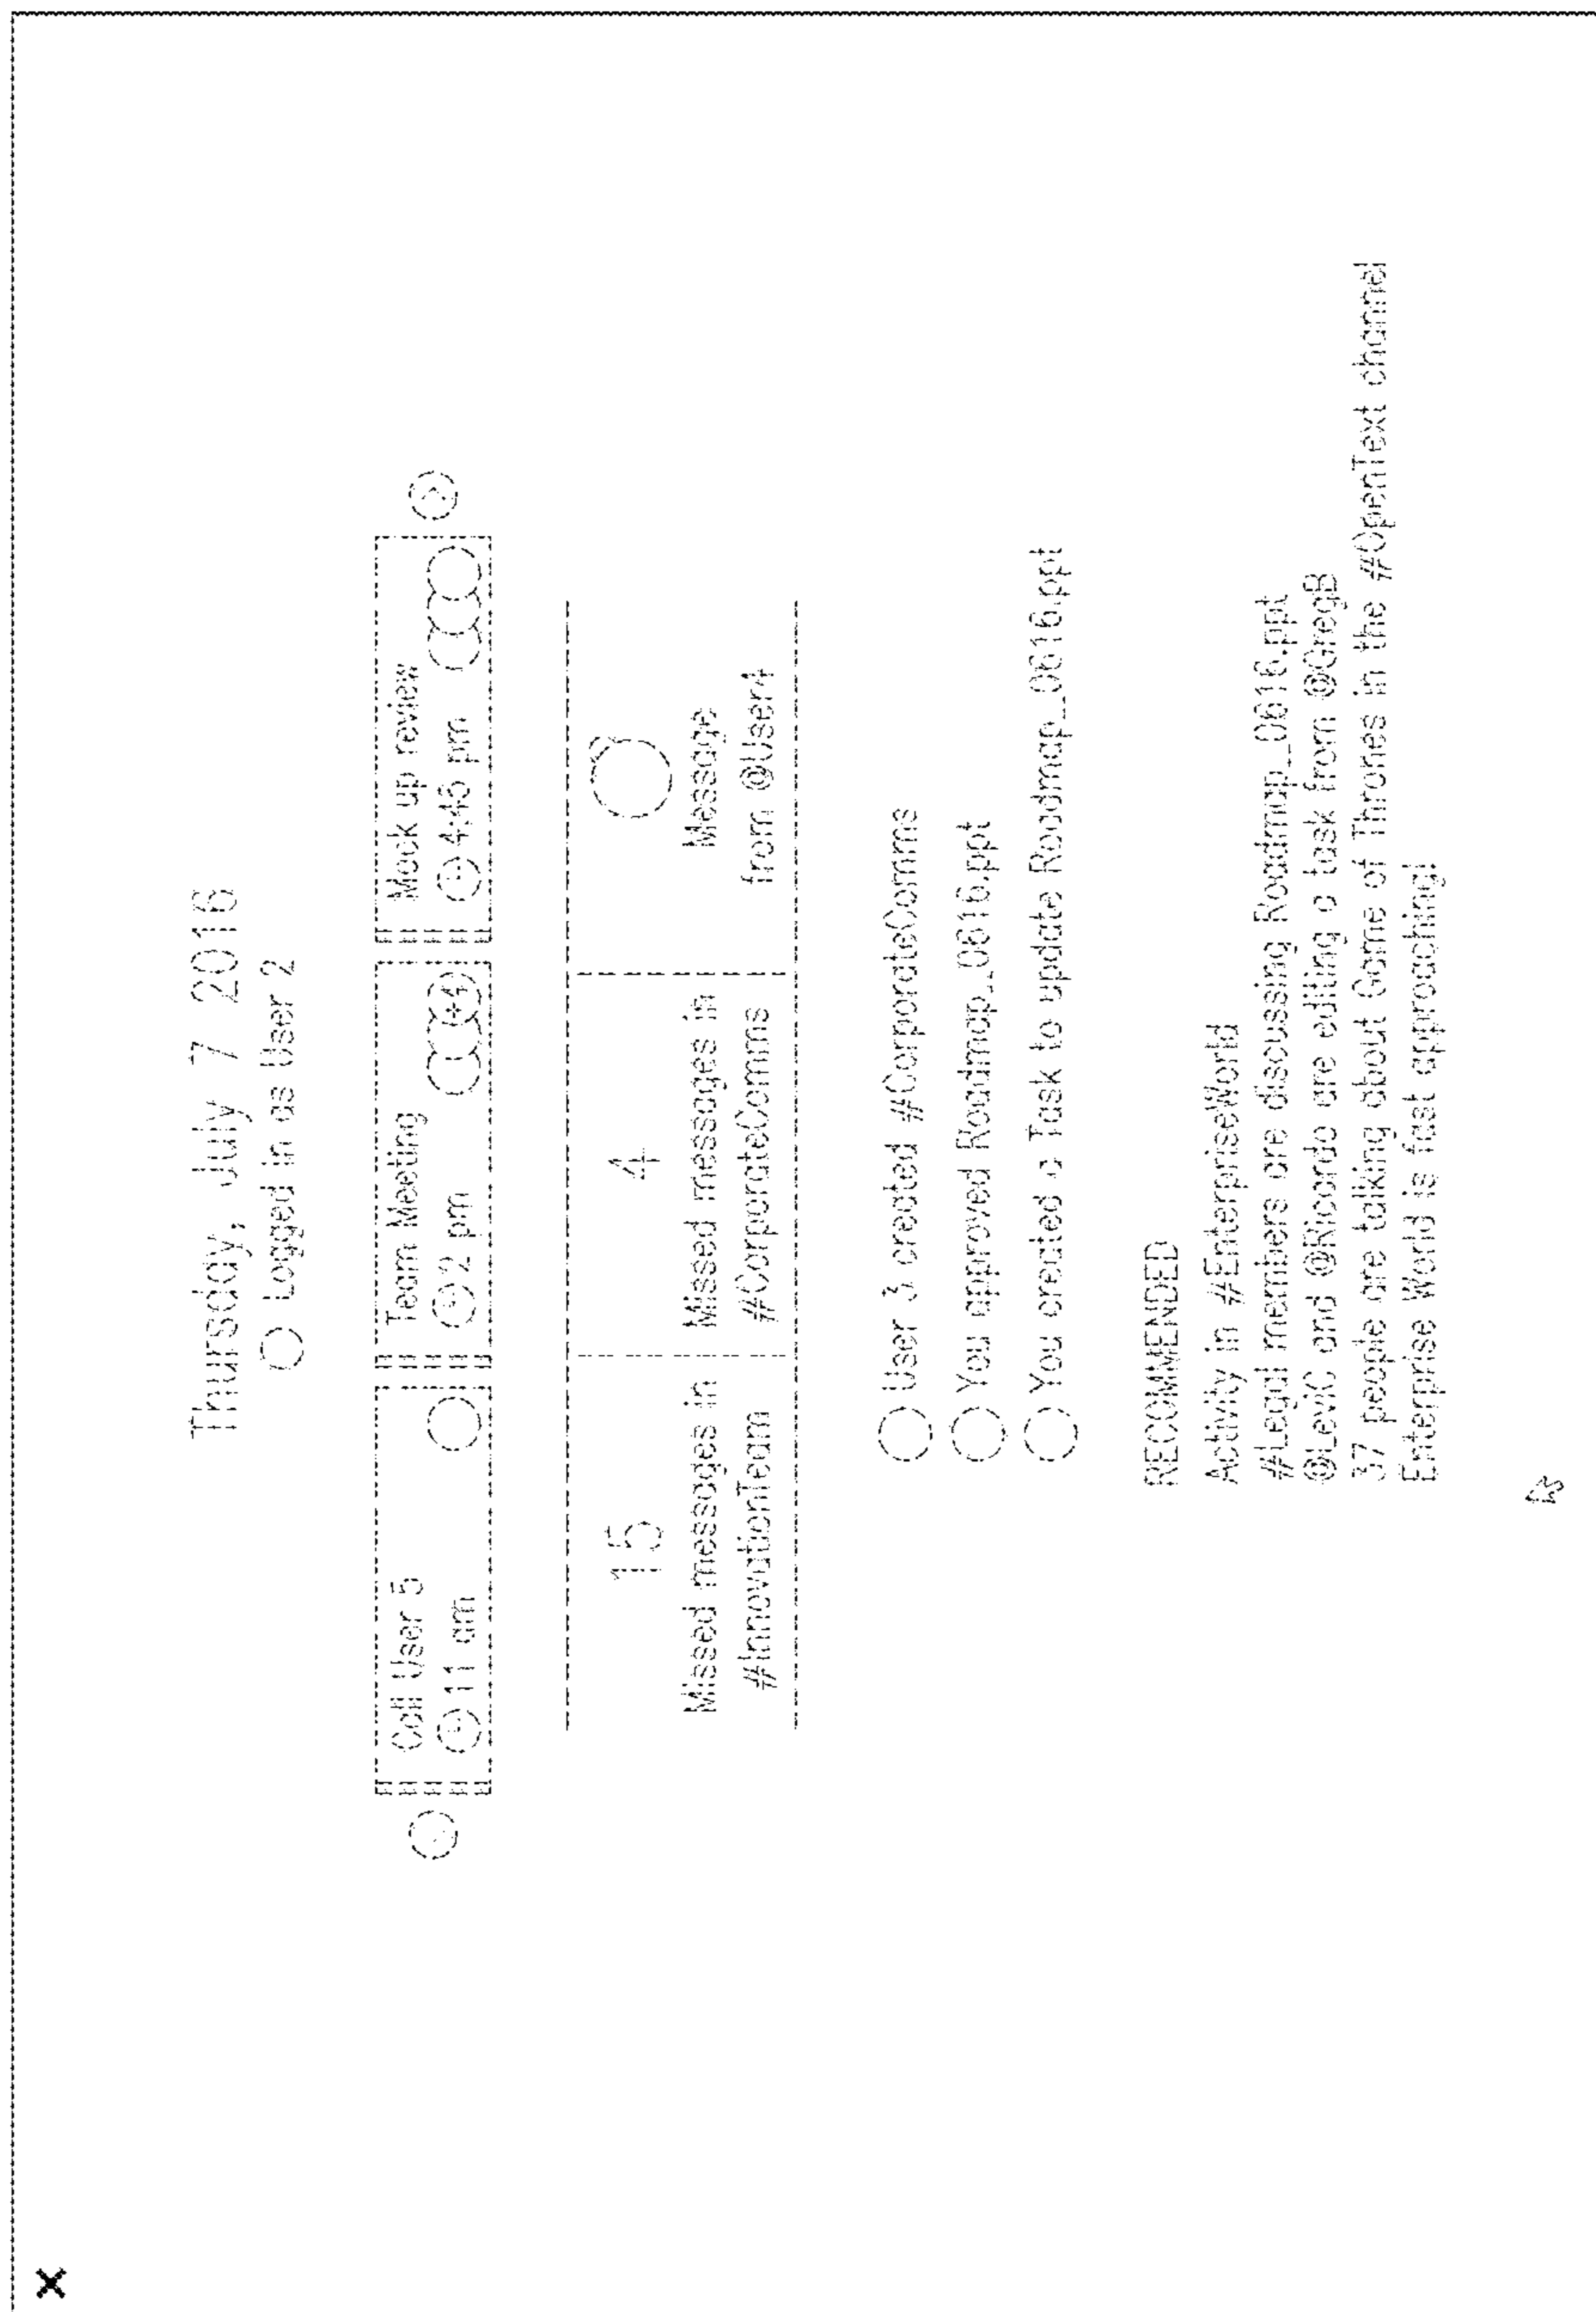 Thursday, July 7 2016
Logged in as User 2
Call User 5
11 am
Team Meeting
2 pm
+4
Mock up review
4:45 pm
15
Missed messages in
#InnovationTeam
4
Missed messages in
#CorporateComms
Message
from @User4
User 3 created #CorporateComms
You approved Roadmap_0616.ppt
You created a Task to update Roadmap_0616.ppt
RECOMMENDED
Activity in #EnterpriseWorld
#Legal members are discussing Roadmap_0616.ppt
@LeviC and @Ricardo are editing a task from @GregB
37 people are talking about Game of Thrones in the #OpenText channel
Enterprise World is fast approaching!